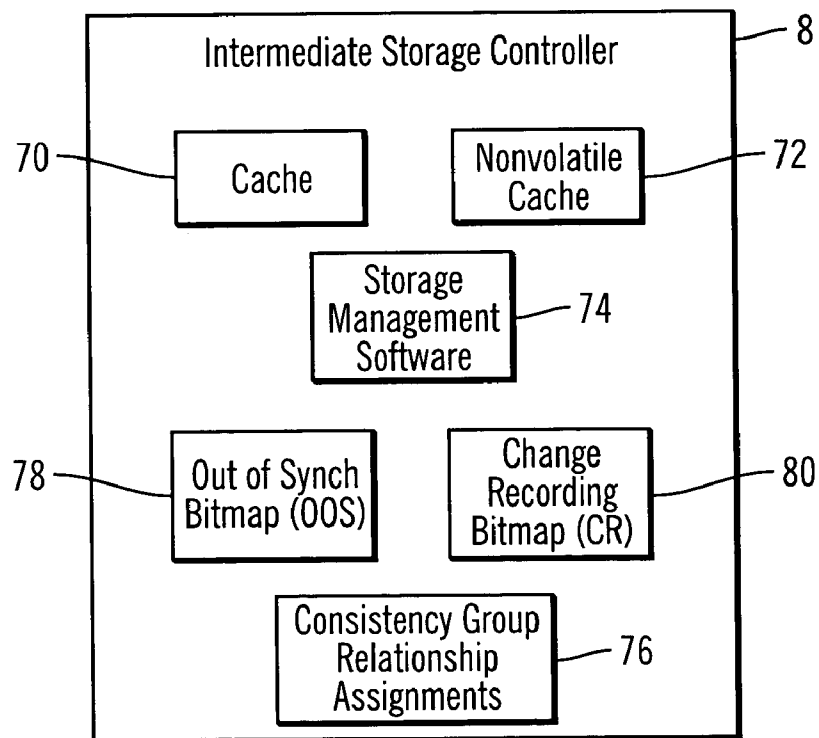 Intermediate Storage Controller
8
70
Cache
Nonvolatile
Cache
72
Storage
Management
Software
74
78
Out of Synch
Bitmap (OOS)
Change
Recording
Bitmap (CR)
80
Consistency Group
Relationship
Assignments
76